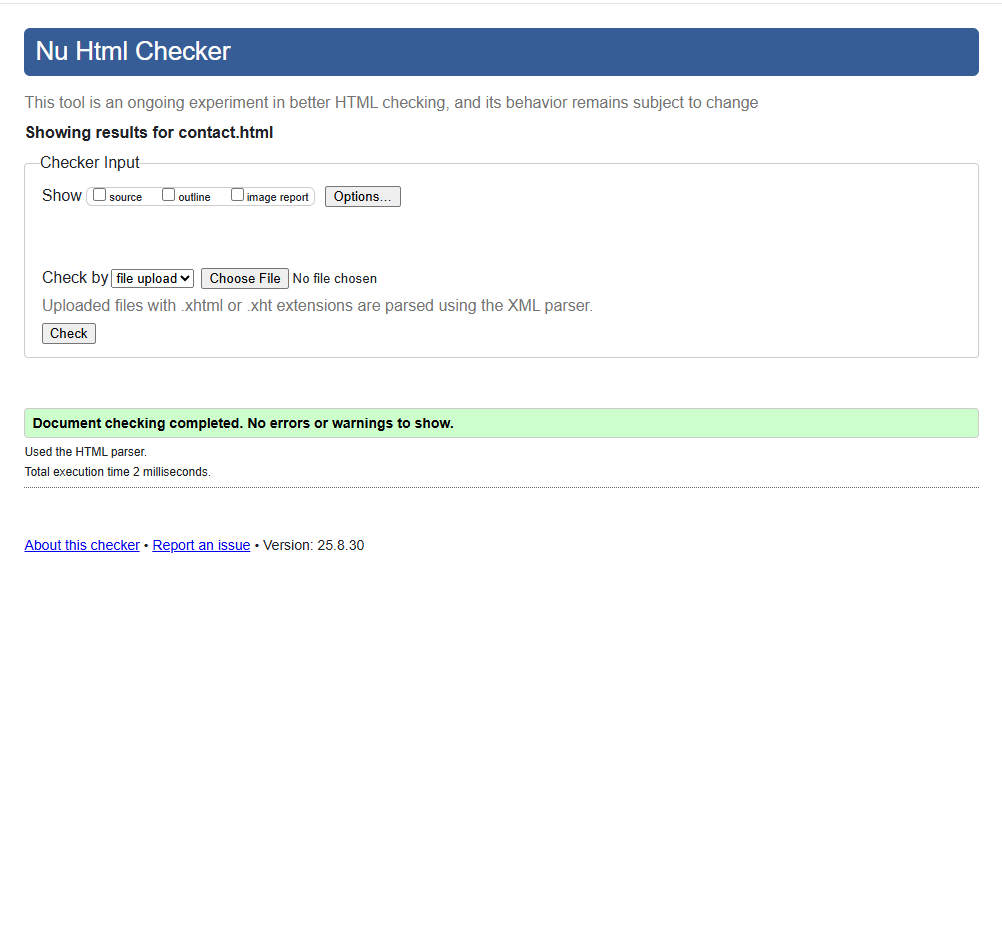 Nu Html Checker
This tool is an ongoing experiment in better HTML checking, and its behavior remains subject to change
Showing results for contact.html
Checker Input
Show source outline image report Options...
Check by file upload Choose File No file chosen
Uploaded files with .xhtml or .xht extensions are parsed using the XML parser.
Check
Document checking completed. No errors or warnings to show.
Used the HTML parser.
Total execution time 2 milliseconds.
About this checker • Report an issue • Version: 25.8.30